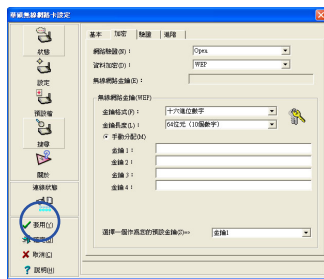 華碩無線網路卡設定
狀態
設定
預設檔
搜尋
關於
連線狀態
套用(Y)
確定(O)
取消(C)
說明(H)
基本 加密 驗證 進階
網路驗證(N)： Open
資料加密(D)： WEP
無線網路金鑰(E)：
無線網路金鑰(WEP)
金鑰格式(F)： 十六進位數字
金鑰長度(L)： 64位元 (10個數字)
手動分配(M)
金鑰 1：
金鑰 2：
金鑰 3：
金鑰 4：
選擇一個作為您的預設金鑰(S)=> 金鑰1